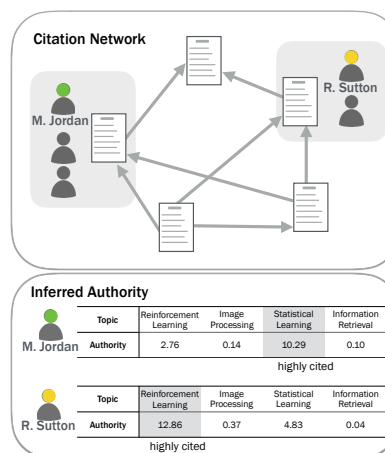 Citation Network
M. Jordan
R. Sutton
Inferred Authority
M. Jordan
Topic Reinforcement Learning Image Processing Statistical Learning Information Retrieval
Authority 2.76 0.14 10.29 0.10
highly cited
R. Sutton
Topic Reinforcement Learning Image Processing Statistical Learning Information Retrieval
Authority 12.86 0.37 4.83 0.04
highly cited